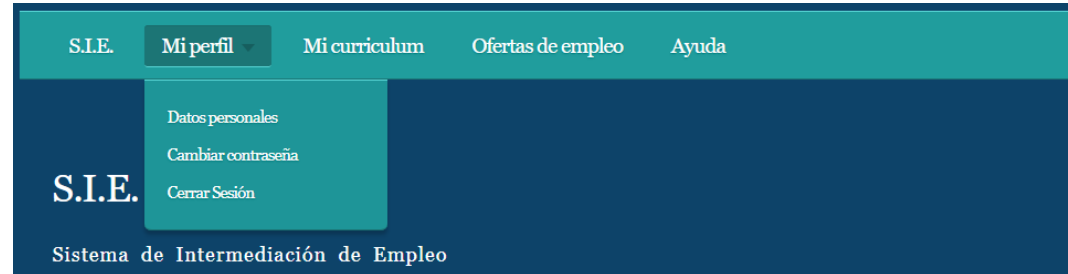 S.I.E. Mi perfil Mi curriculum Ofertas de empleo Ayuda
Datos personales
Cambiar contraseña
Cerrar Sesión
S.I.E.
Sistema de Intermediación de Empleo